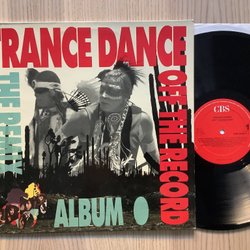 TRANCE DANCE
OFF THE RECORD
THE REMIX
ALBUM
CBS